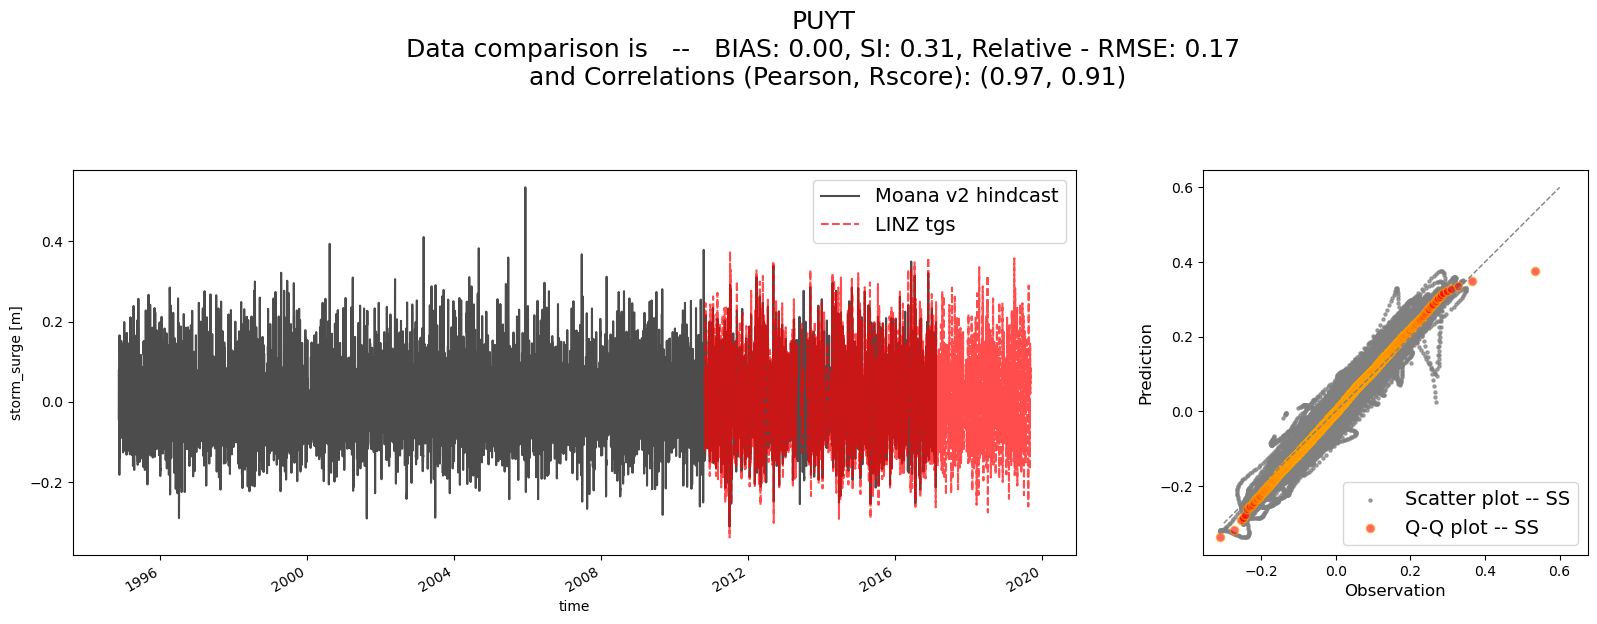 PUYT
Data comparison is   --   BIAS: 0.00, SI: 0.31, Relative - RMSE: 0.17
and Correlations (Pearson, Rscore): (0.97, 0.91)
storm_surge [m]
0.4
0.2
0.0
−0.2
Moana v2 hindcast
LINZ tgs
1996
2000
2004
2008
2012
2016
2020
time
Prediction
0.6
0.4
0.2
0.0
−0.2
Scatter plot -- SS
Q-Q plot -- SS
−0.2
0.0
0.2
0.4
0.6
Observation